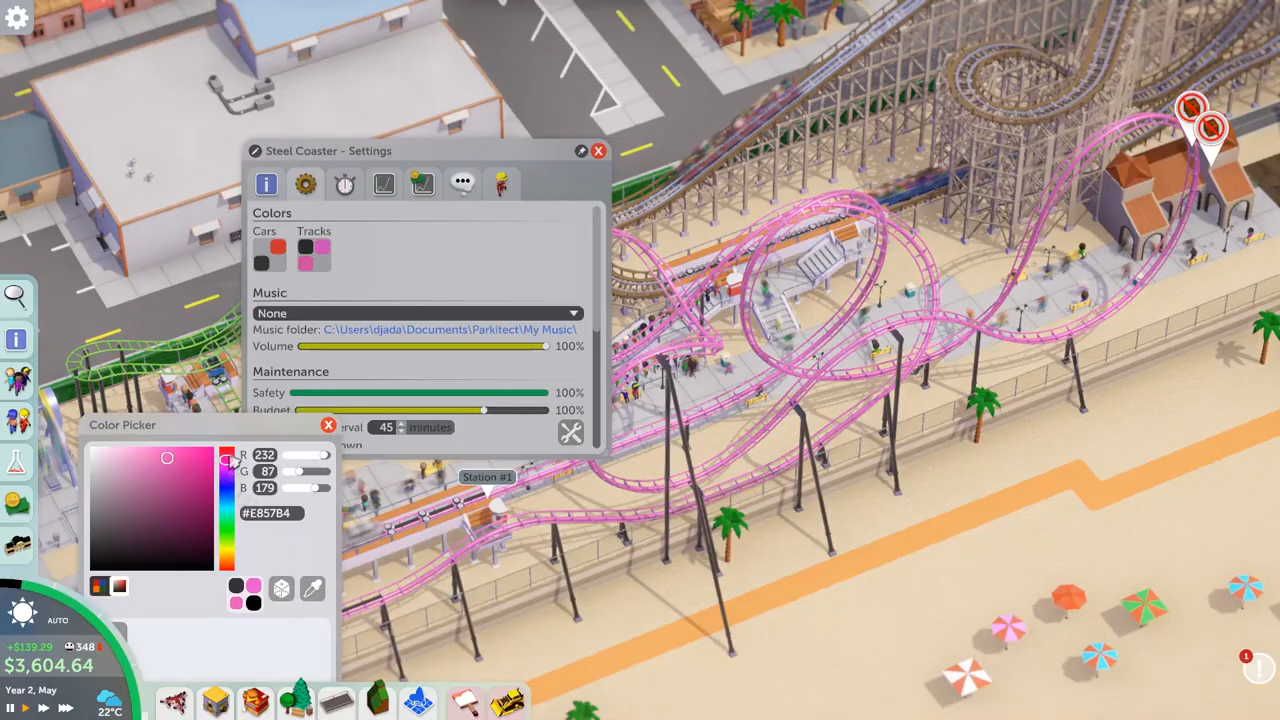 Steel Coaster - Settings
Colors
Cars Tracks
Music
None
Music folder: C:\Users\djada\Documents\Parkitect\My Music\
Volume 100%
Maintenance
Safety 100%
Budget 100%
Color Picker
erval 45 minutes
R 232
G 87
B 179
#E857B4
Station #1
AUTO
+$139.29 348
$3,604.64
Year 2, May
22°C
1